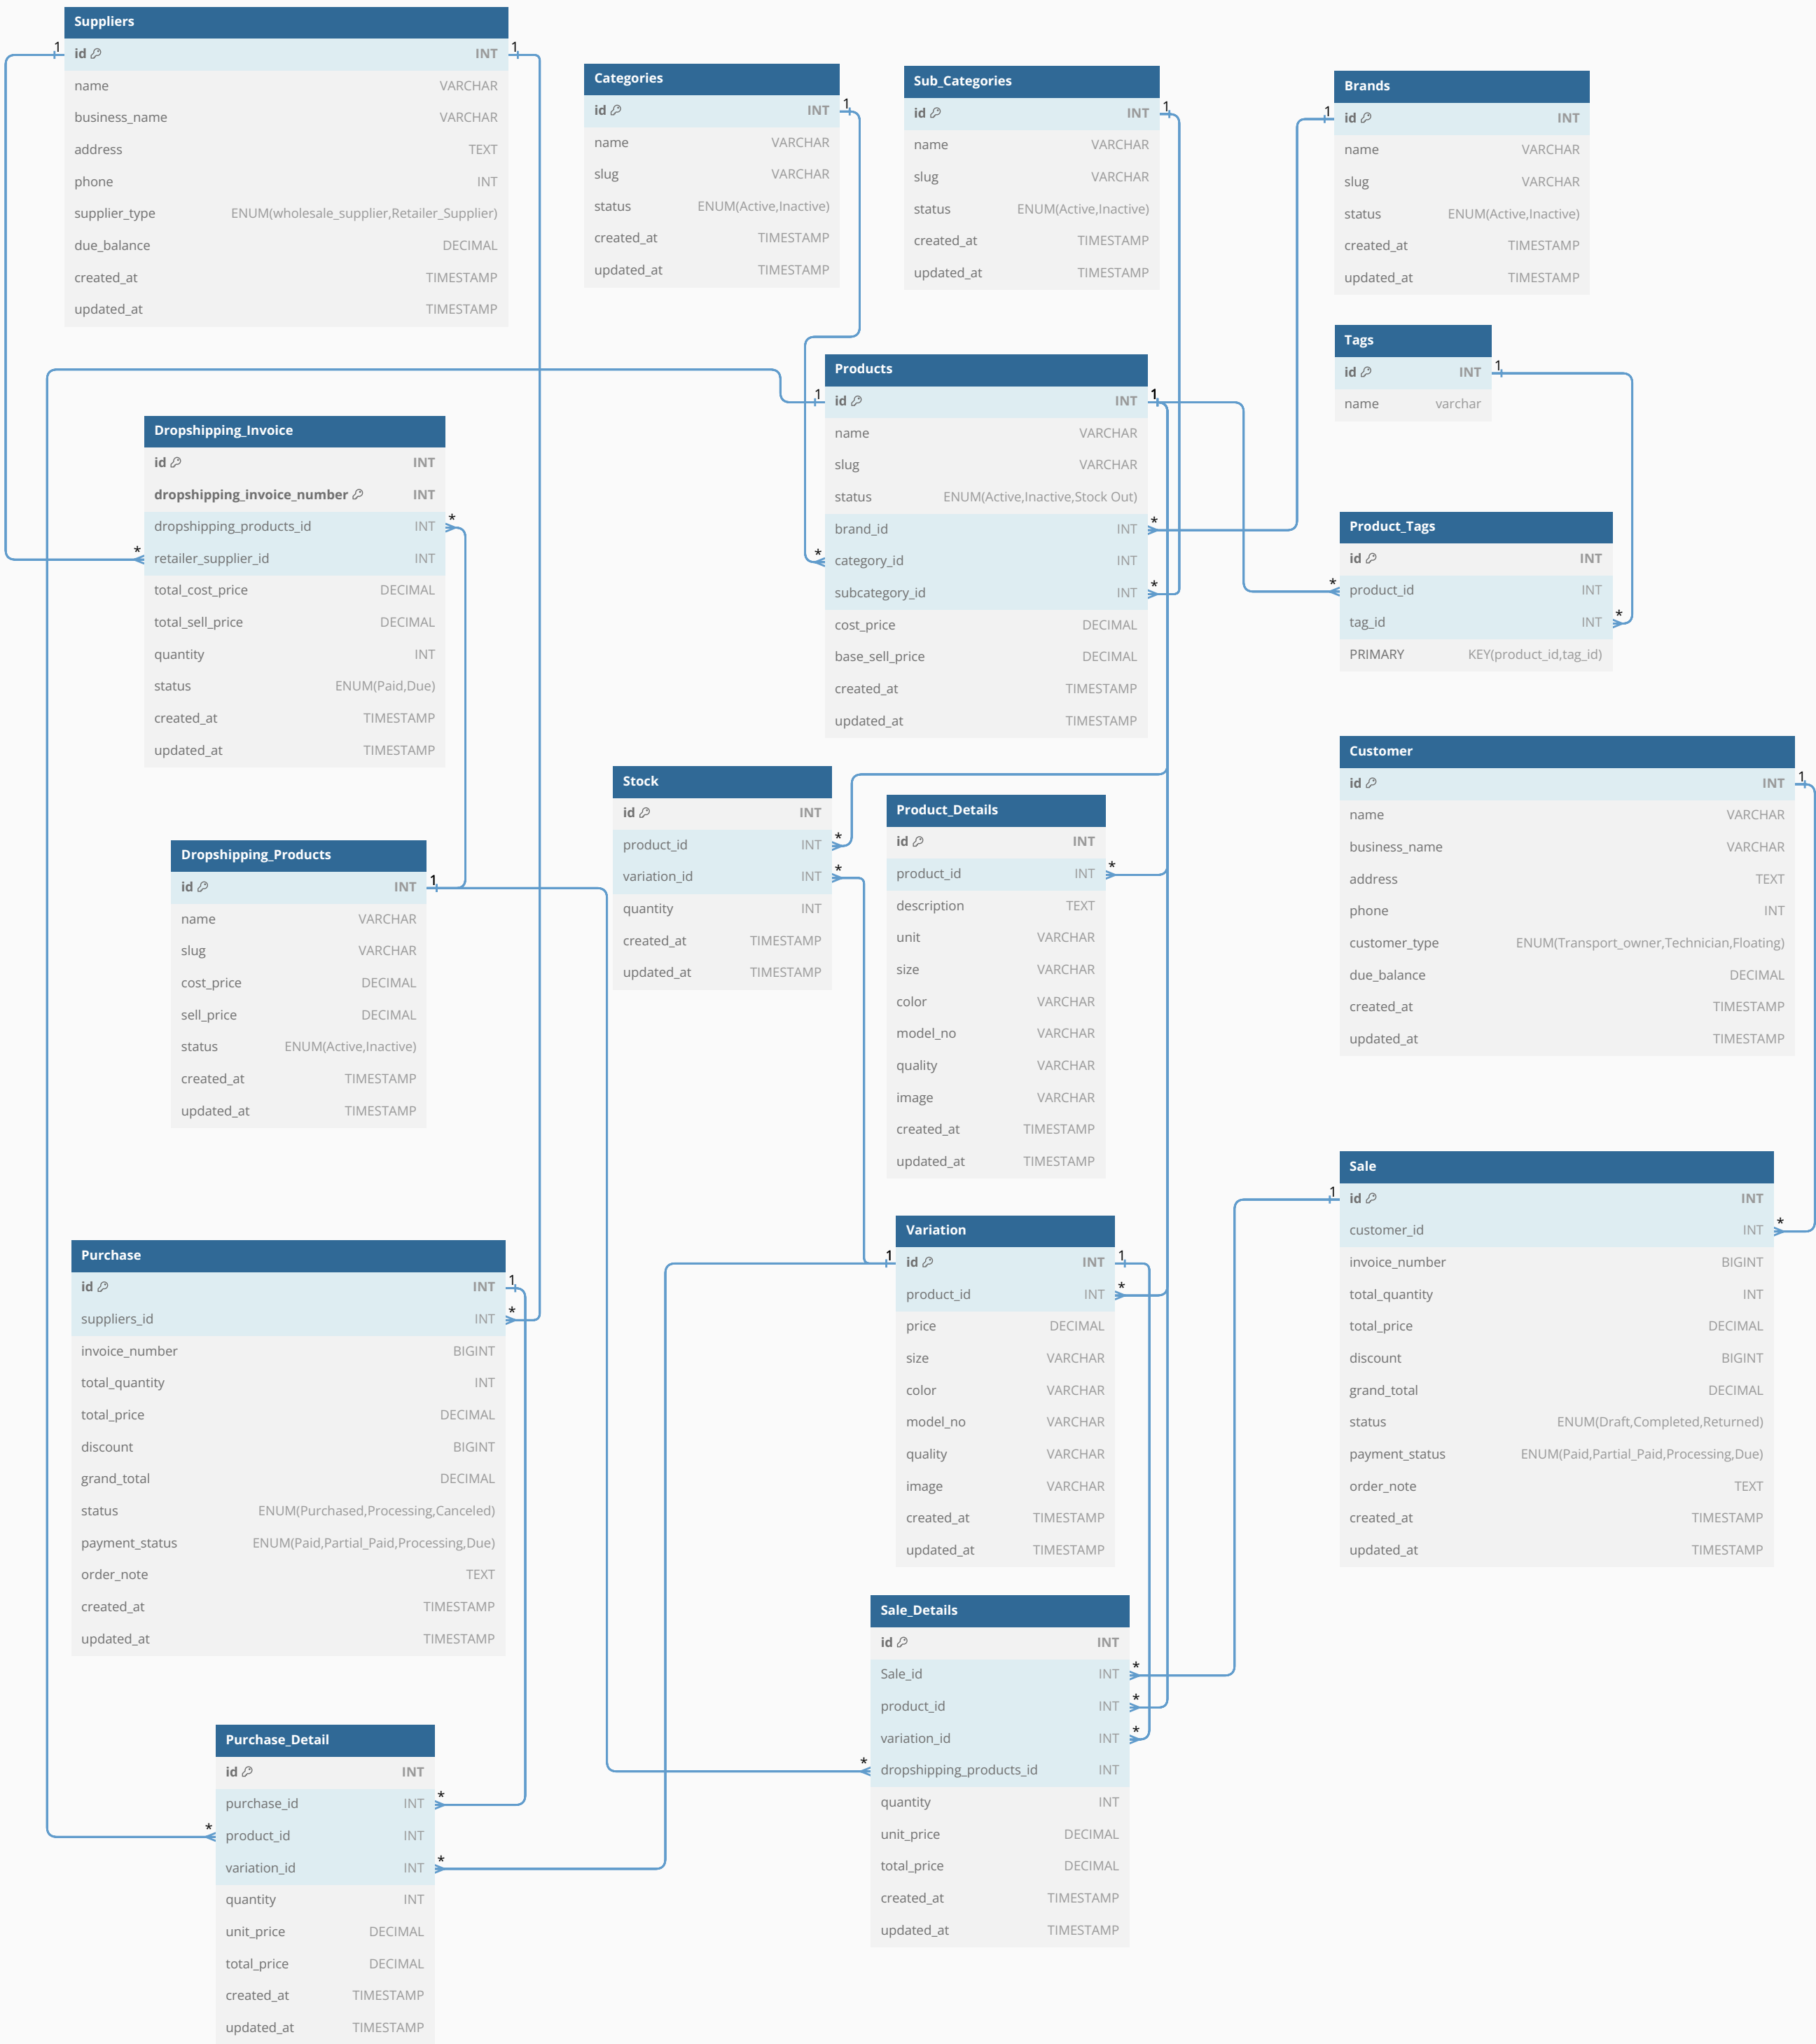 Suppliers
id INT
name VARCHAR
business_name VARCHAR
address TEXT
phone INT
supplier_type ENUM(wholesale_supplier,Retailer_Supplier)
due_balance DECIMAL
created_at TIMESTAMP
updated_at TIMESTAMP
1
1
Categories
id INT
name VARCHAR
slug VARCHAR
status ENUM(Active,Inactive)
created_at TIMESTAMP
updated_at TIMESTAMP
1
Sub_Categories
id INT
name VARCHAR
slug VARCHAR
status ENUM(Active,Inactive)
created_at TIMESTAMP
updated_at TIMESTAMP
1
Brands
id INT
name VARCHAR
slug VARCHAR
status ENUM(Active,Inactive)
created_at TIMESTAMP
updated_at TIMESTAMP
1
Tags
id INT
name varchar
1
Products
id INT
name VARCHAR
slug VARCHAR
status ENUM(Active,Inactive,Stock Out)
brand_id INT
category_id INT
subcategory_id INT
cost_price DECIMAL
base_sell_price DECIMAL
created_at TIMESTAMP
updated_at TIMESTAMP
1
1
*
*
*
Dropshipping_Invoice
id INT
dropshipping_invoice_number INT
dropshipping_products_id INT
retailer_supplier_id INT
total_cost_price DECIMAL
total_sell_price DECIMAL
quantity INT
status ENUM(Paid,Due)
created_at TIMESTAMP
updated_at TIMESTAMP
*
*
Product_Tags
id INT
product_id INT
tag_id INT
PRIMARY KEY(product_id,tag_id)
*
*
Customer
id INT
name VARCHAR
business_name VARCHAR
address TEXT
phone INT
customer_type ENUM(Transport_owner,Technician,Floating)
due_balance DECIMAL
created_at TIMESTAMP
updated_at TIMESTAMP
1
Stock
id INT
product_id INT
variation_id INT
quantity INT
created_at TIMESTAMP
updated_at TIMESTAMP
*
*
Product_Details
id INT
product_id INT
description TEXT
unit VARCHAR
size VARCHAR
color VARCHAR
model_no VARCHAR
quality VARCHAR
image VARCHAR
created_at TIMESTAMP
updated_at TIMESTAMP
*
Dropshipping_Products
id INT
name VARCHAR
slug VARCHAR
cost_price DECIMAL
sell_price DECIMAL
status ENUM(Active,Inactive)
created_at TIMESTAMP
updated_at TIMESTAMP
1
Sale
id INT
customer_id INT
invoice_number BIGINT
total_quantity INT
total_price DECIMAL
discount BIGINT
grand_total DECIMAL
status ENUM(Draft,Completed,Returned)
payment_status ENUM(Paid,Partial_Paid,Processing,Due)
order_note TEXT
created_at TIMESTAMP
updated_at TIMESTAMP
1
*
Variation
id INT
product_id INT
price DECIMAL
size VARCHAR
color VARCHAR
model_no VARCHAR
quality VARCHAR
image VARCHAR
created_at TIMESTAMP
updated_at TIMESTAMP
1
1
*
Purchase
id INT
suppliers_id INT
invoice_number BIGINT
total_quantity INT
total_price DECIMAL
discount BIGINT
grand_total DECIMAL
status ENUM(Purchased,Processing,Canceled)
payment_status ENUM(Paid,Partial_Paid,Processing,Due)
order_note TEXT
created_at TIMESTAMP
updated_at TIMESTAMP
1
*
Sale_Details
id INT
Sale_id INT
product_id INT
variation_id INT
dropshipping_products_id INT
quantity INT
unit_price DECIMAL
total_price DECIMAL
created_at TIMESTAMP
updated_at TIMESTAMP
*
*
*
*
Purchase_Detail
id INT
purchase_id INT
product_id INT
variation_id INT
quantity INT
unit_price DECIMAL
total_price DECIMAL
created_at TIMESTAMP
updated_at TIMESTAMP
*
*
*